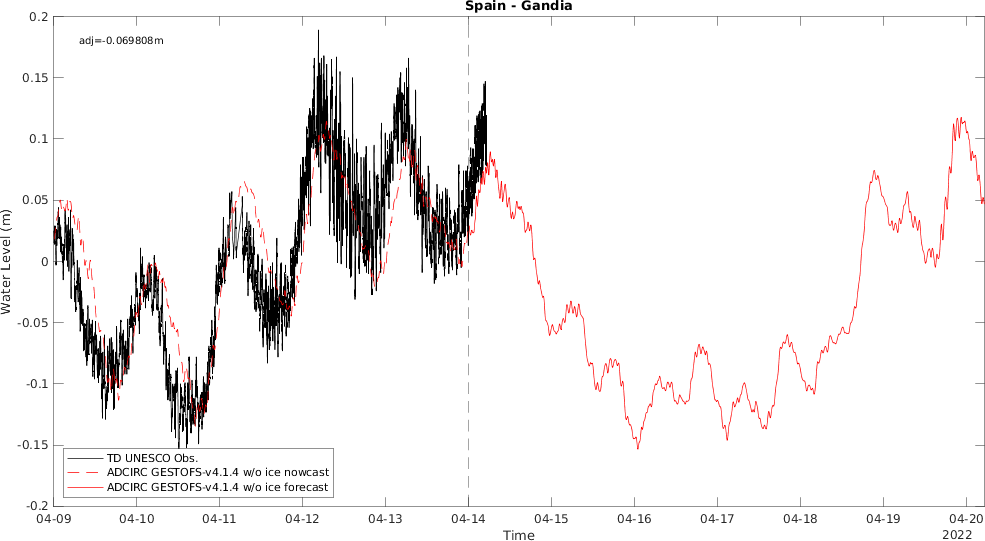 Spain - Gandia
adj=-0.069808m
0.2
0.15
0.1
0.05
0
-0.05
-0.1
-0.15
-0.2
Water Level (m)
TD UNESCO Obs.
ADCIRC GESTOFS-v4.1.4 w/o ice nowcast
ADCIRC GESTOFS-v4.1.4 w/o ice forecast
04-09 04-10 04-11 04-12 04-13 04-14 04-15 04-16 04-17 04-18 04-19 04-20
Time
2022